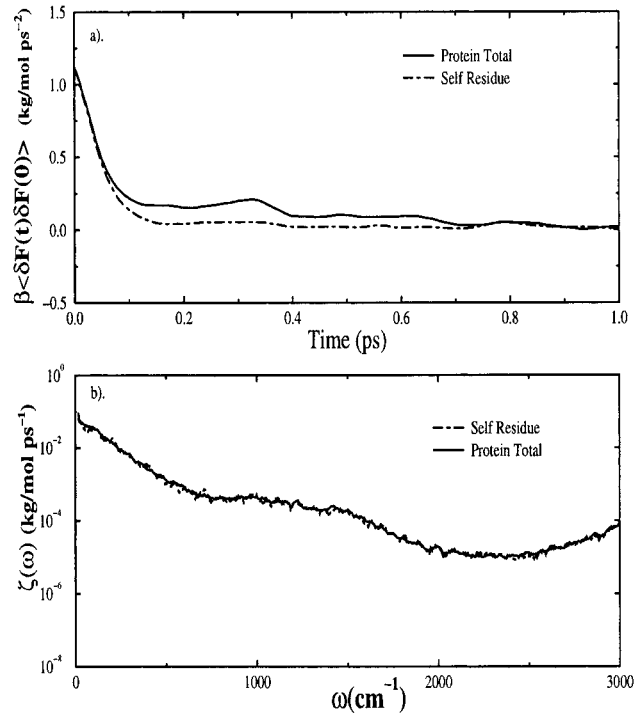 a).
Protein Total
Self Residue
β<δF(t)δF(0)> (kg/mol ps⁻²)
1.5
1.0
0.5
0.0
−0.5
0.0 0.2 0.4 0.6 0.8 1.0
Time (ps)
b).
Self Residue
Protein Total
ζ(ω) (kg/mol ps⁻¹)
10⁰
10⁻²
10⁻⁴
10⁻⁶
10⁻⁸
0 1000 2000 3000
ω(cm⁻¹